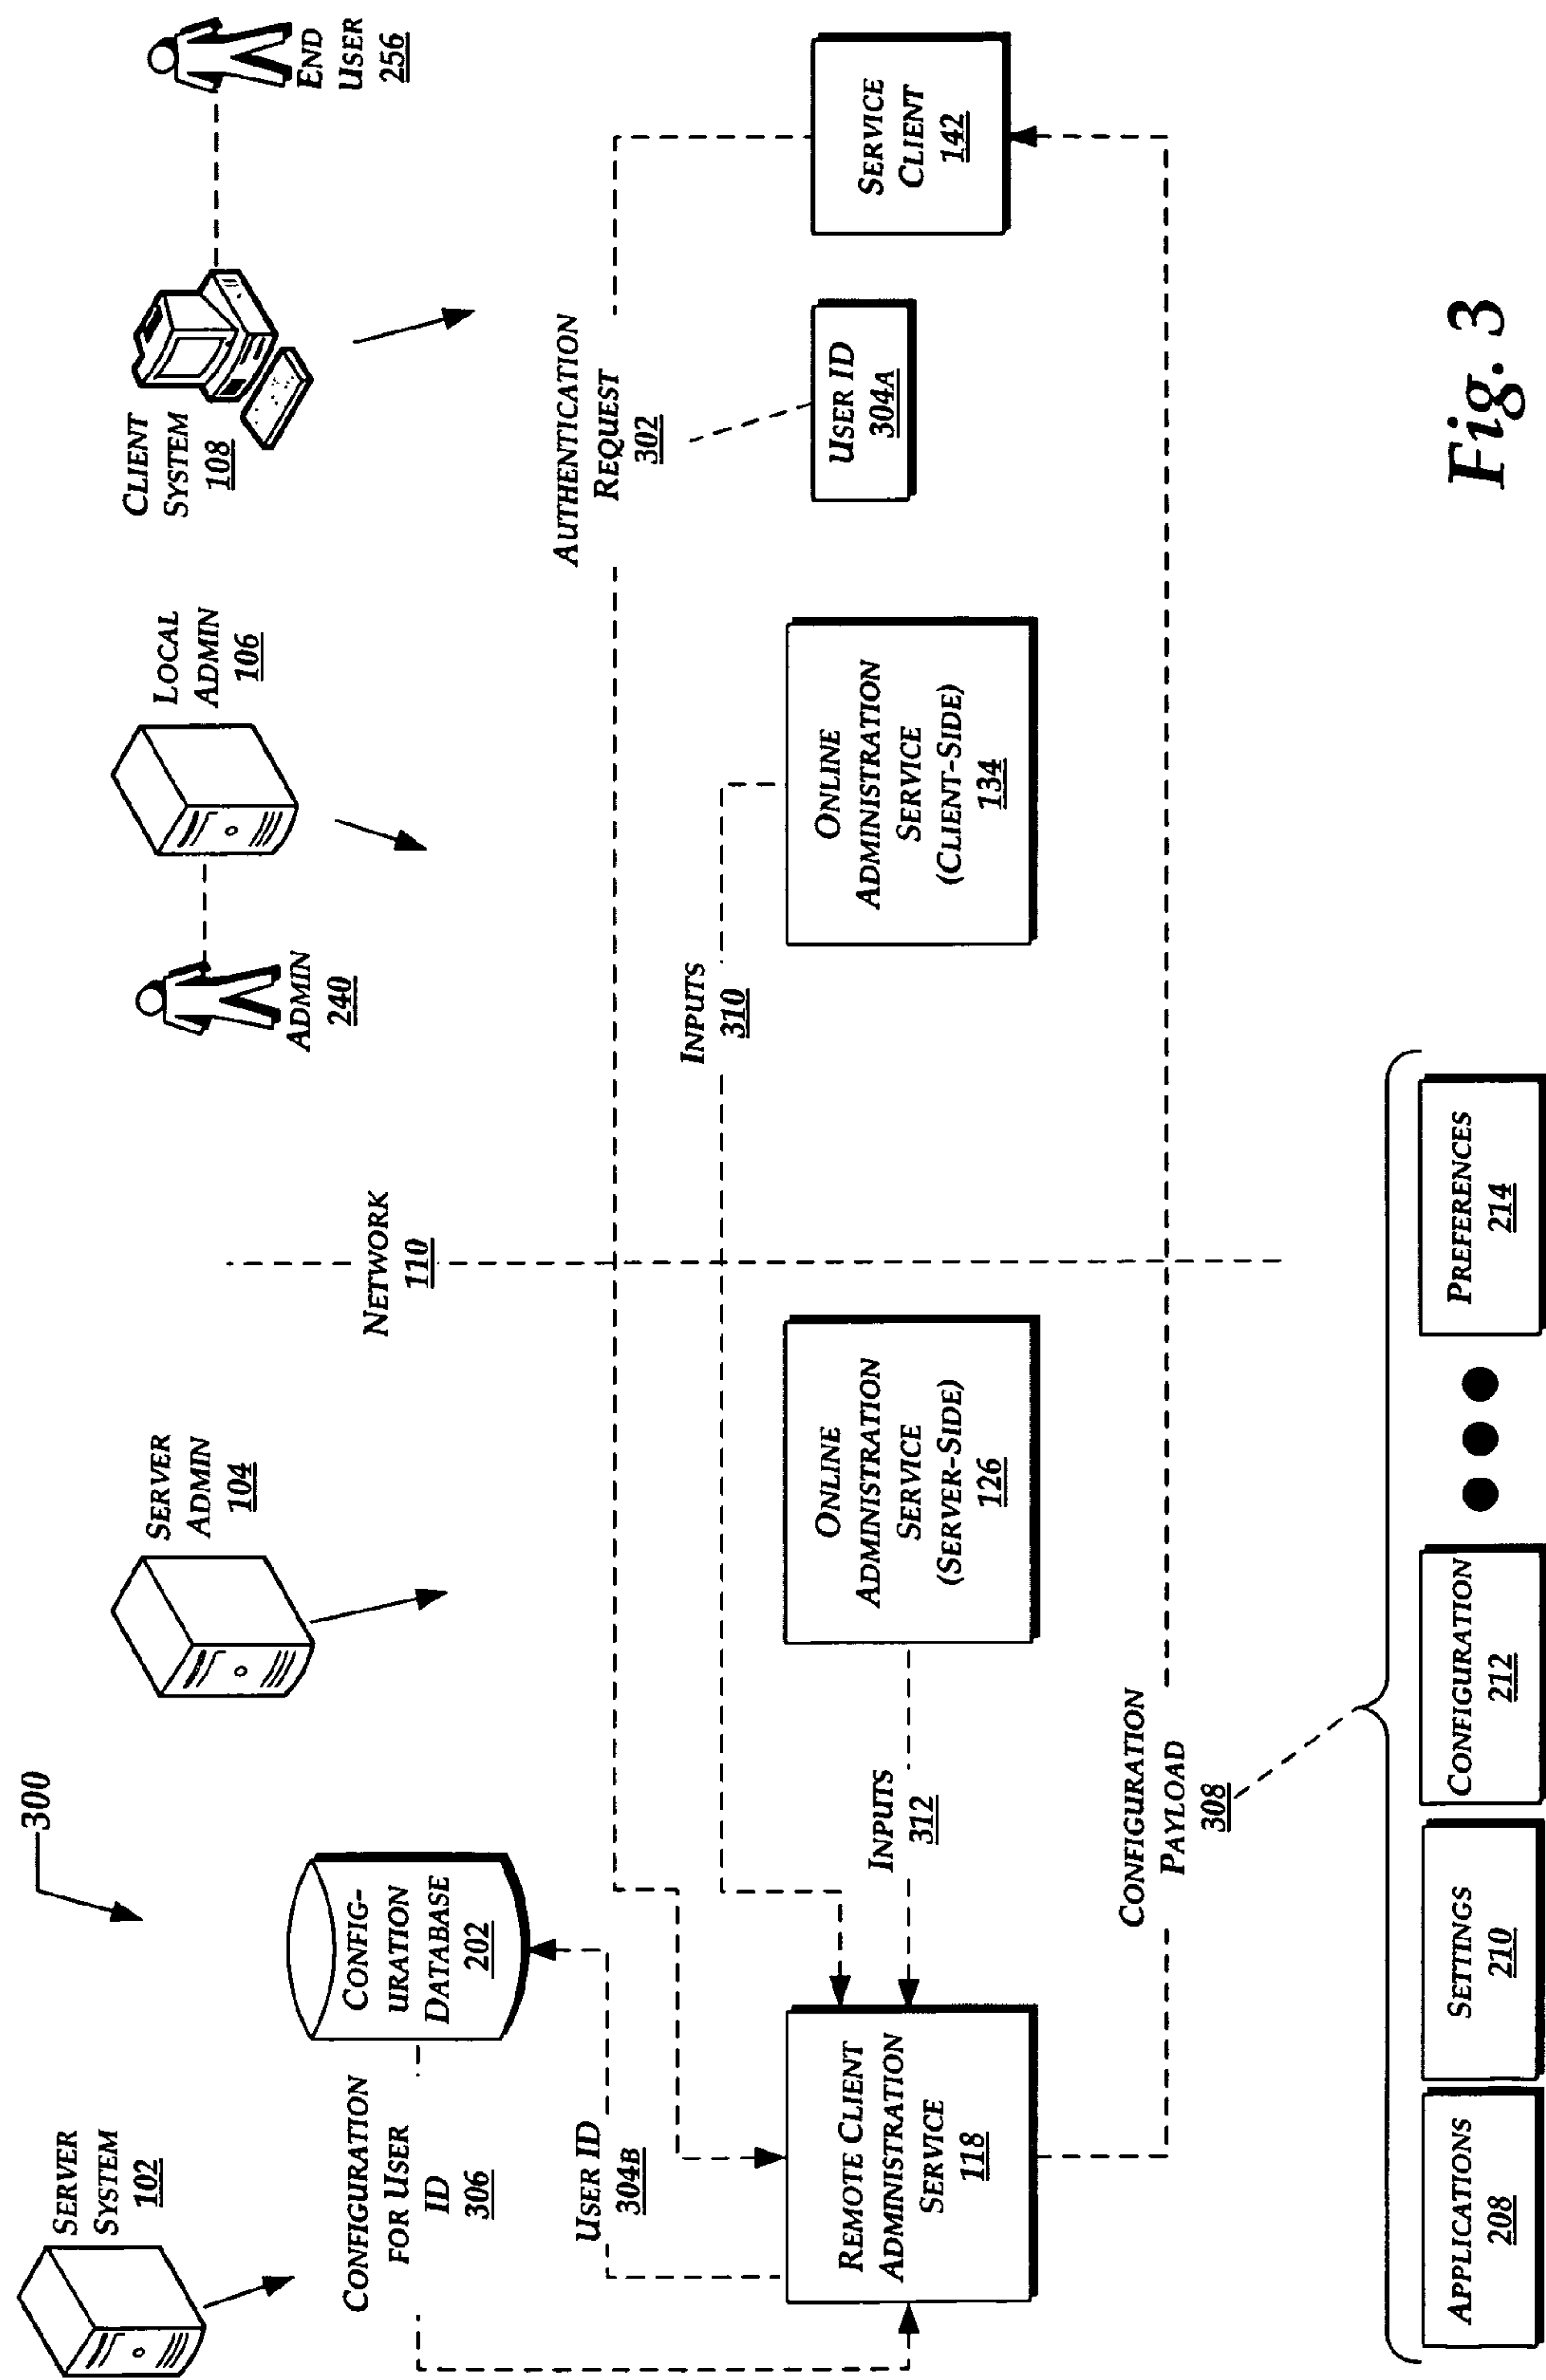 300
SERVER
SYSTEM
102
SERVER
ADMIN
104
ADMIN
240
LOCAL
ADMIN
106
CLIENT
SYSTEM
108
END
USER
256
NETWORK
110
CONFIG-
URATION
DATABASE
202
CONFIGURATION
FOR USER
ID
306
USER ID
304B
AUTHENTICATION
REQUEST
302
INPUTS
310
REMOTE CLIENT
ADMINISTRATION
SERVICE
118
INPUTS
312
ONLINE
ADMINISTRATION
SERVICE
(SERVER-SIDE)
126
ONLINE
ADMINISTRATION
SERVICE
(CLIENT-SIDE)
134
USER ID
304A
SERVICE
CLIENT
142
CONFIGURATION
PAYLOAD
308
APPLICATIONS
208
SETTINGS
210
CONFIGURATION
212
PREFERENCES
214
Fig. 3